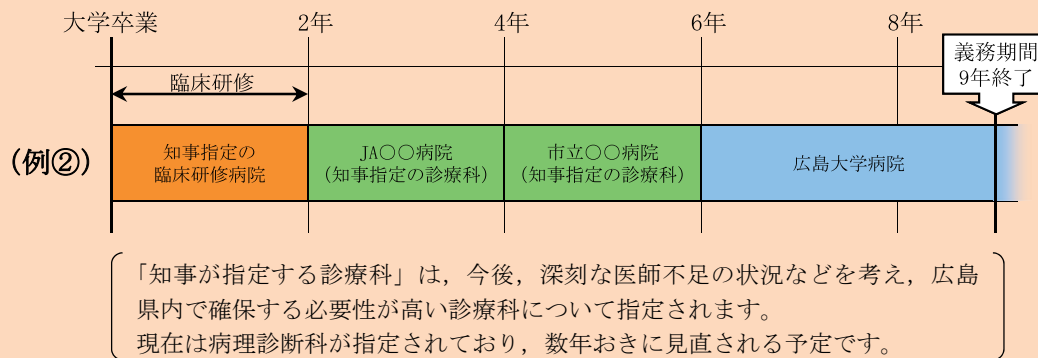 大学卒業 2年 4年 6年 8年
義務期間
9年終了
臨床研修
(例②)
知事指定の
臨床研修病院
JA〇〇病院
(知事指定の診療科)
市立〇〇病院
(知事指定の診療科)
広島大学病院
「知事が指定する診療科」は，今後，深刻な医師不足の状況などを考え，広島
県内で確保する必要性が高い診療科について指定されます。
現在は病理診断科が指定されており，数年おきに見直される予定です。